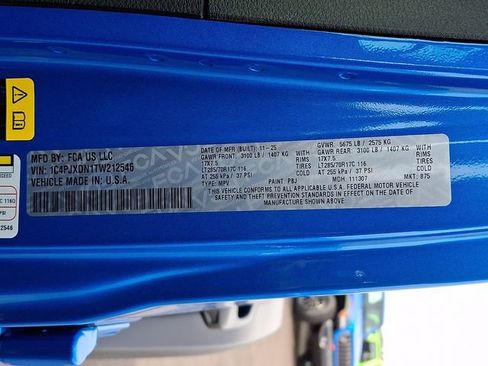 MFD BY: FCA US LLC
VIN: 1C4PJXDN1TW212546
VEHICLE MADE IN U.S.A.
DATE OF MFR (BUILT): 11-25
GAWR FRONT: 3100 LB / 1407 KG
17X7.5 RIMS
LT285/70R17C 116 TIRES
AT 255 kPa / 37 PSI
TYPE: MPV PAINT: PBJ
GVWR: 5675 LB / 2575 KG
GAWR REAR: 3100 LB / 1407 KG
17X7.5 RIMS
LT285/70R17C 116 TIRES
AT 255 kPa / 37 PSI
MDH: 111307 MKT: 875
THIS VEHICLE CONFORMS TO ALL APPLICABLE U.S.A. FEDERAL MOTOR VEHICLE
SAFETY AND THEFT PREVENTION STANDARDS IN EFFECT ON THE DATE OF
MANUFACTURE SHOWN ABOVE.